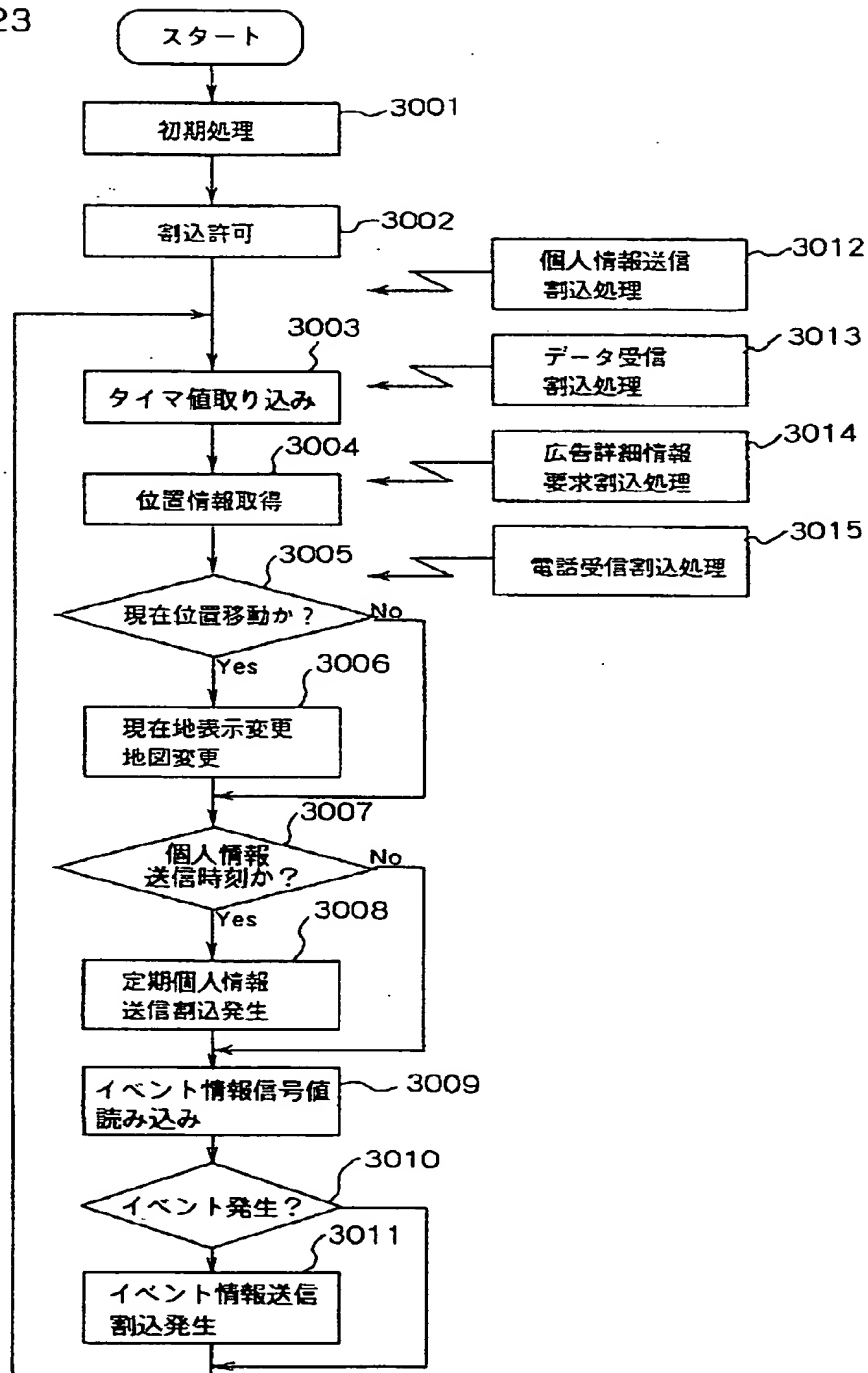 23
スタート
3001
初期処理
3002
割込許可
3012
個人情報送信
割込処理
3003
タイマ値取り込み
3013
データ受信
割込処理
3004
位置情報取得
3014
広告詳細情報
要求割込処理
3015
電話受信割込処理
3005
現在位置移動か?
No
Yes
3006
現在地表示変更
地図変更
3007
個人情報
送信時刻か?
No
Yes
3008
定期個人情報
送信割込発生
3009
イベント情報信号値
読み込み
3010
イベント発生?
3011
イベント情報送信
割込発生